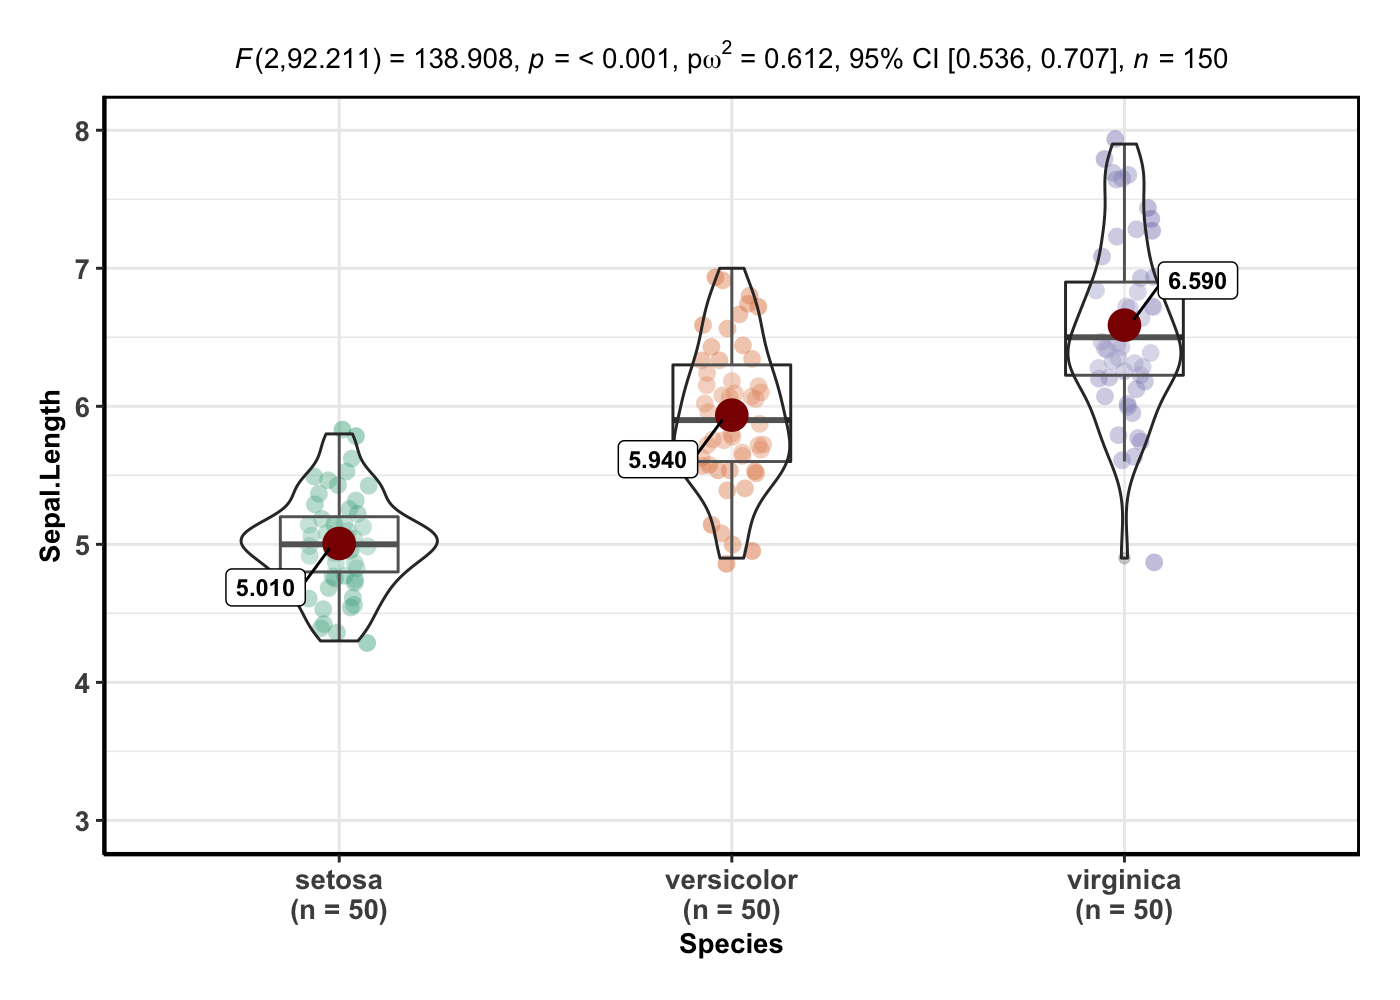 F(2,92.211) = 138.908, p = < 0.001, pω² = 0.612, 95% CI [0.536, 0.707], n = 150
8
7
6
5
4
3
Sepal.Length
5.010
5.940
6.590
setosa
(n = 50)
versicolor
(n = 50)
virginica
(n = 50)
Species